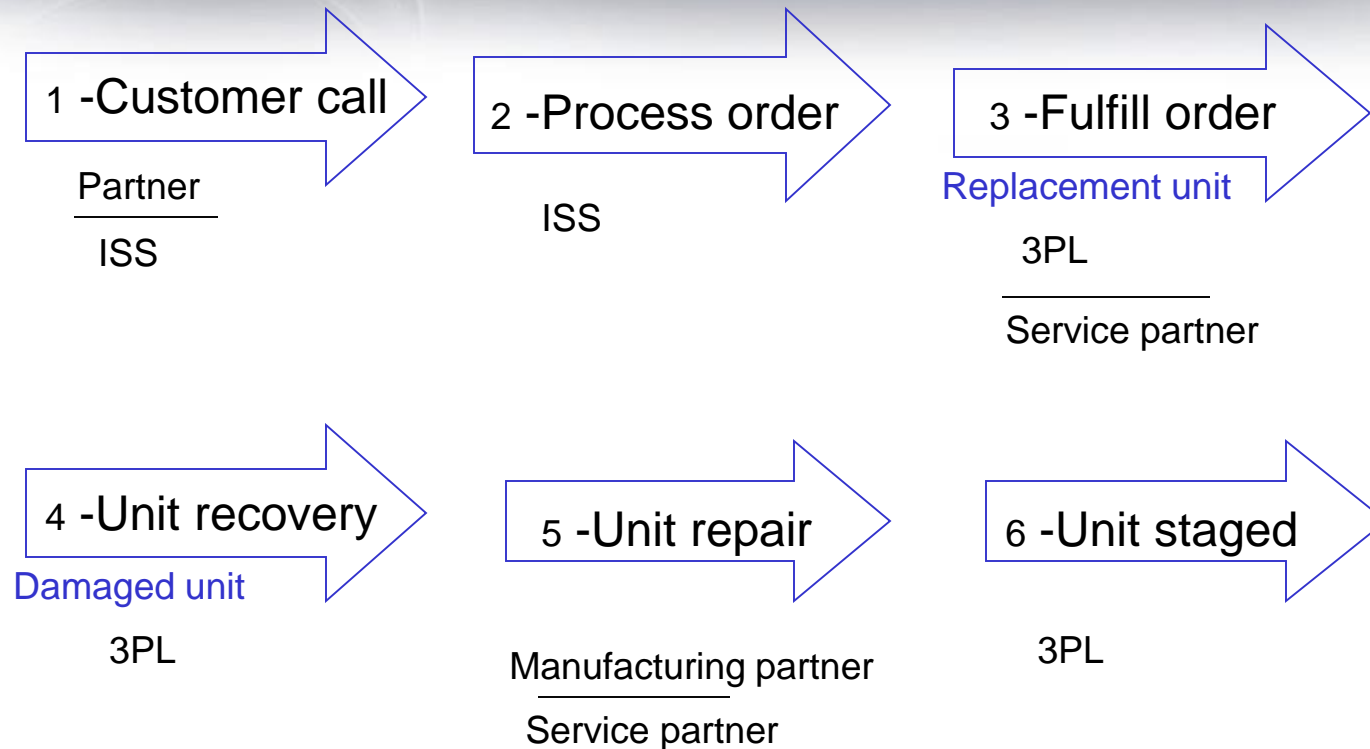 1 -Customer call
Partner
ISS
2 -Process order
ISS
3 -Fulfill order
Replacement unit
3PL
Service partner
4 -Unit recovery
Damaged unit
3PL
5 -Unit repair
Manufacturing partner
Service partner
6 -Unit staged
3PL